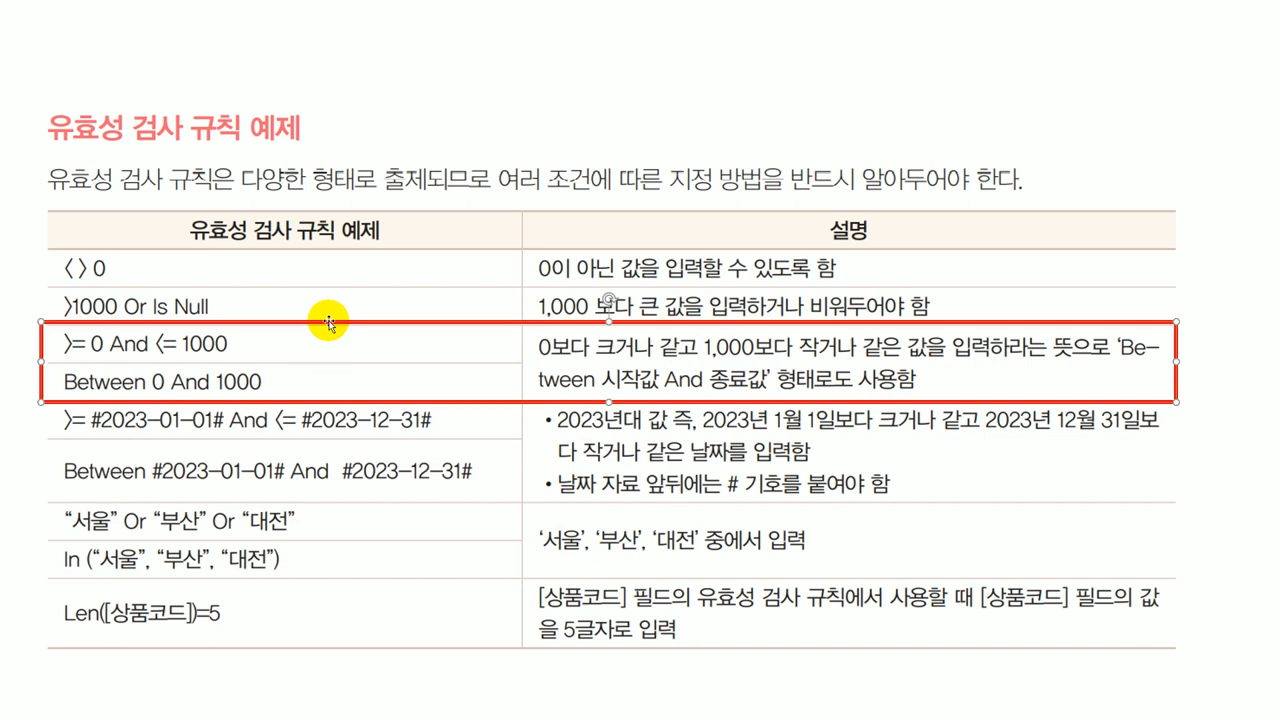 유효성 검사 규칙 예제
유효성 검사 규칙은 다양한 형태로 출제되므로 여러 조건에 따른 지정 방법을 반드시 알아두어야 한다.
유효성 검사 규칙 예제 설명
〈 〉 0 0이 아닌 값을 입력할 수 있도록 함
〉1000 Or Is Null 1,000 보다 큰 값을 입력하거나 비워두어야 함
〉= 0 And 〈= 1000
Between 0 And 1000
0보다 크거나 같고 1,000보다 작거나 같은 값을 입력하라는 뜻으로 ‘Be–
tween 시작값 And 종료값’ 형태로도 사용함
〉= #2023–01–01# And 〈= #2023–12–31#
Between #2023–01–01# And #2023–12–31#
• 2023년대 값 즉, 2023년 1월 1일보다 크거나 같고 2023년 12월 31일보
다 작거나 같은 날짜를 입력함
• 날짜 자료 앞뒤에는 # 기호를 붙여야 함
“서울” Or “부산” Or “대전”
In (“서울”, “부산”, “대전”)
‘서울’, ‘부산’, ‘대전’ 중에서 입력
Len([상품코드])=5
[상품코드] 필드의 유효성 검사 규칙에서 사용할 때 [상품코드] 필드의 값
을 5글자로 입력